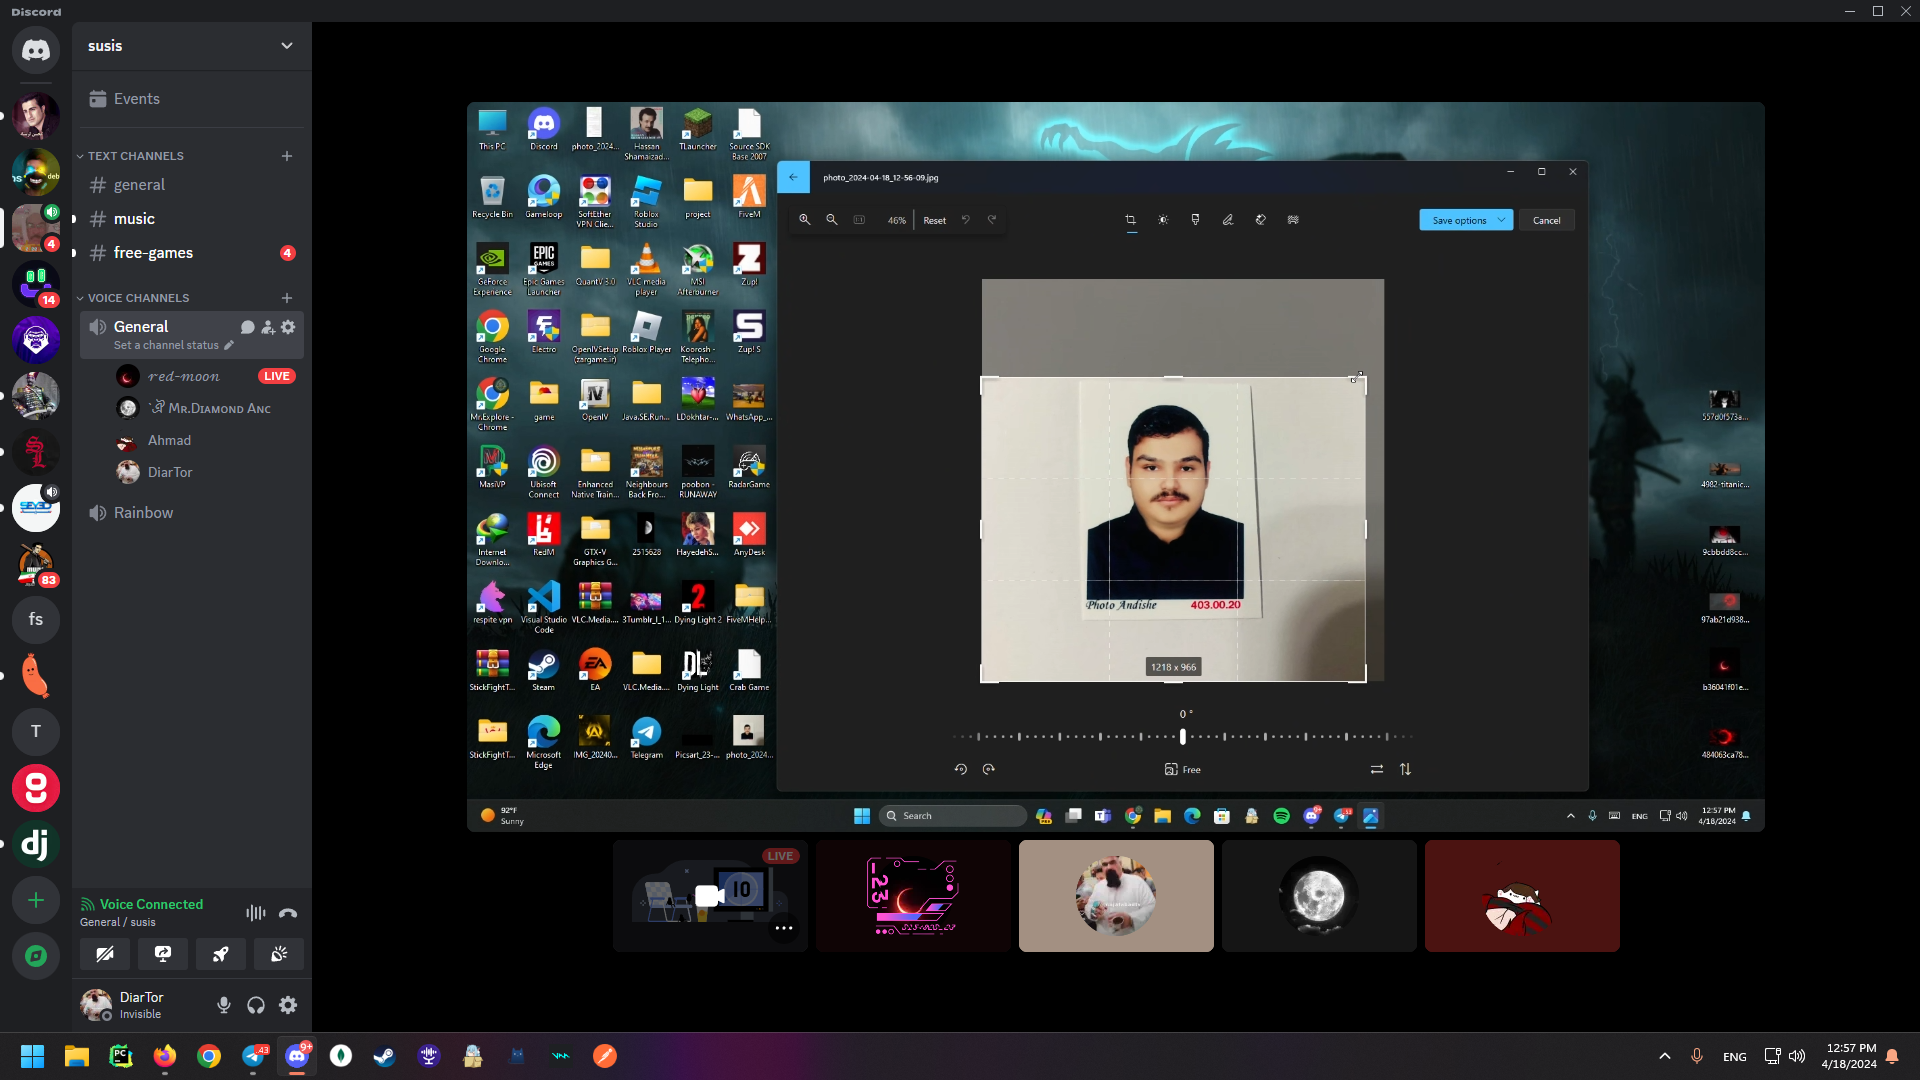 Discord
susis
Events
TEXT CHANNELS
general
music
free-games
4
VOICE CHANNELS
General
Set a channel status
red-moon
LIVE
Mr.Diamond Anc
Ahmad
DiarTor
Rainbow
4
14
83
fs
T
dj
Voice Connected
General / susis
DiarTor
Invisible
This PC
Discord
photo_2024...
Hassan Shamaizad...
TLauncher
Source SDK Base 2007
Recycle Bin
Gameloop
SoftEther VPN Clie...
Roblox Studio
project
FiveM
GeForce Experience
Epic Games Launcher
QuantV 3.0
VLC media player
MSI Afterburner
Zup!
Google Chrome
Electro
OpenIVSetup (zargame.ir)
Roblox Player
Koorosh - Telepho...
Zup! S
Mr.Explore - Chrome
game
OpenIV
Java.SE.Run...
LDokhtar-...
WhatsApp_...
MasiVP
Ubisoft Connect
Enhanced Native Train...
Neighbours Back Fro...
poobon - RUNAWAY
RadarGame
Internet Downlo...
RedM
GTX-V Graphics G...
2515628
HayedehS...
AnyDesk
respite vpn
Visual Studio Code
VLC.Media....
3Tumblr_l_1...
Dying Light 2
FiveMHelp...
StickFightT...
Steam
EA
VLC.Media....
Dying Light
Crab Game
StickFightT...
Microsoft Edge
IMG_20240...
Telegram
Picsart_23-...
photo_2024...
photo_2024-04-18_12-56-09.jpg
46%
Reset
Save options
Cancel
Photo Andishe
403.00.20
1218 x 966
0 °
Free
557d0f573a...
4982-titanic...
9cbbdd8cc...
97ab21d938...
b36041f01e...
484063ca78...
92°F
Sunny
Search
ENG
12:57 PM
4/18/2024
LIVE
10
23
43
9+
ENG
12:57 PM
4/18/2024